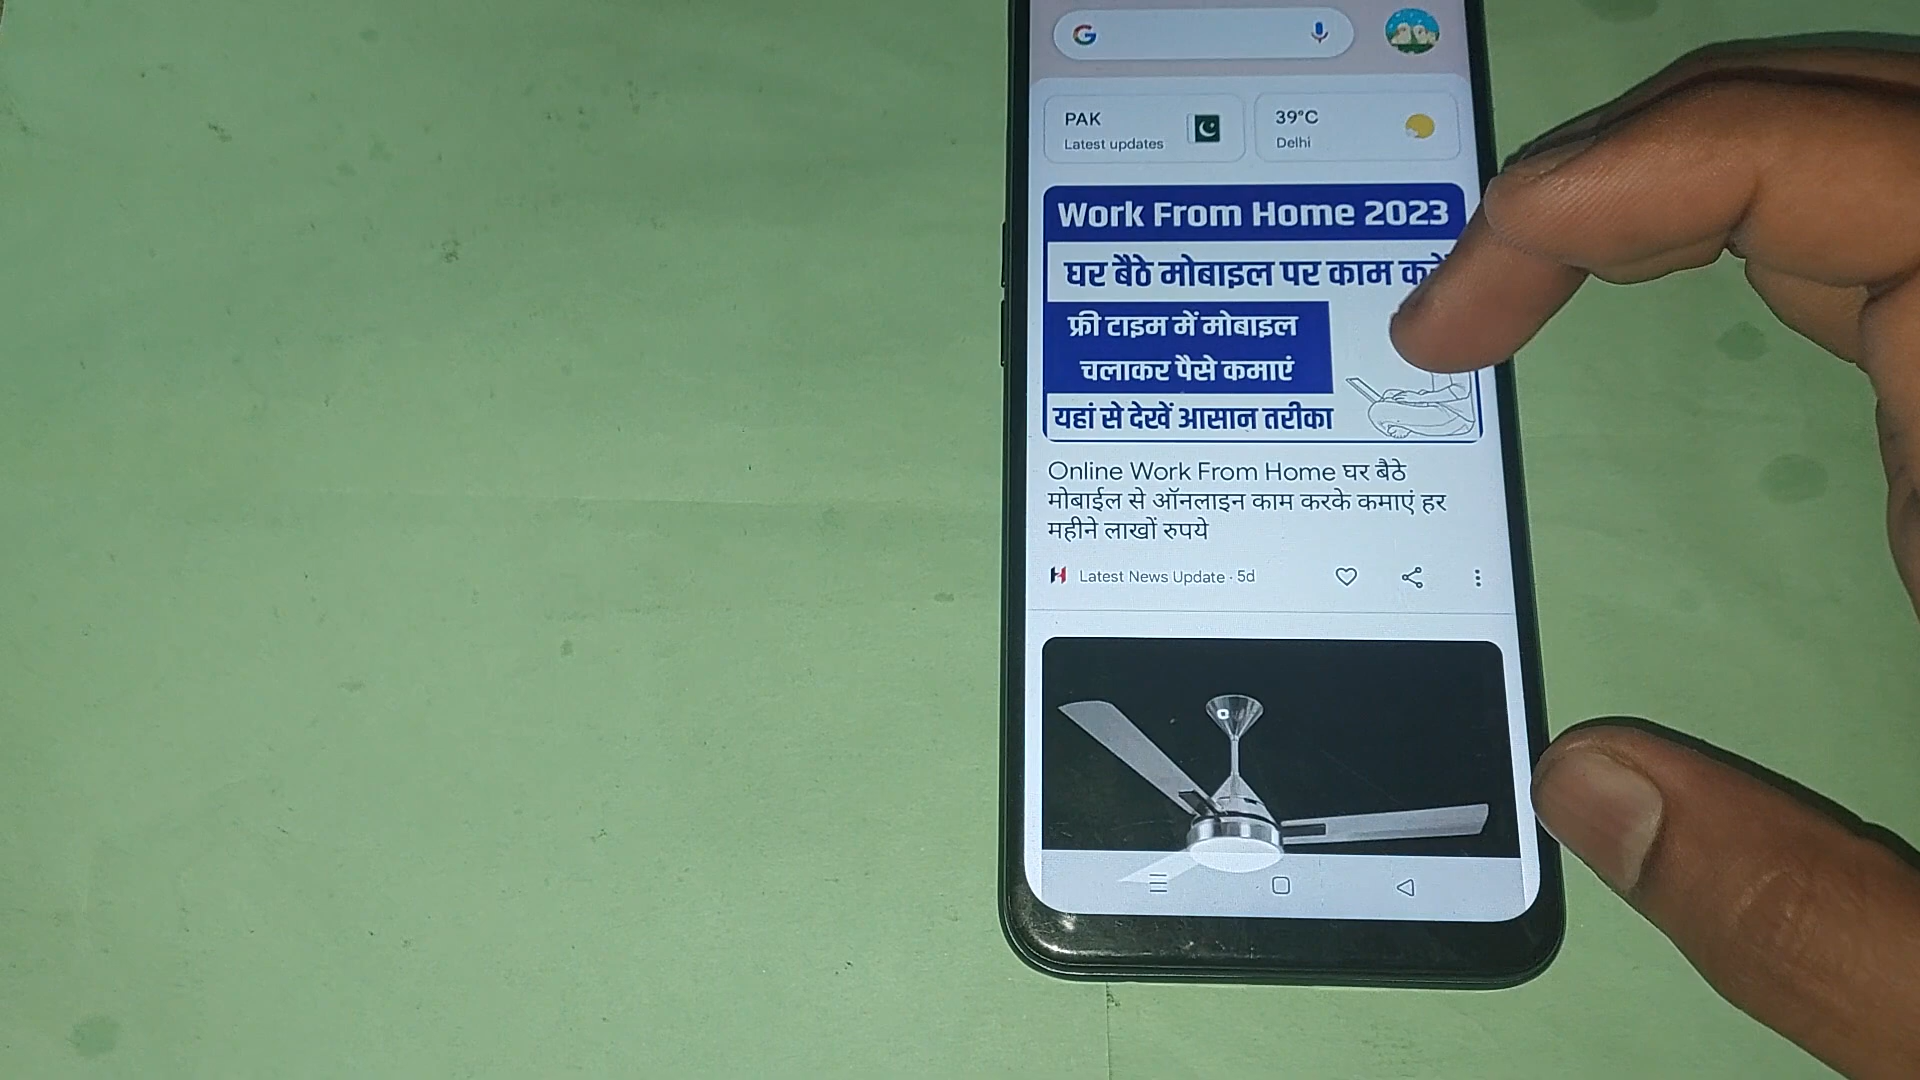 PAK
Latest updates
39°C
Delhi
Work From Home 2023
घर बैठे मोबाइल पर काम
फ्री टाइम में मोबाइल
चलाकर पैसे कमाएं
यहां से देखें आसान तरीका
Online Work From Home घर बैठे
मोबाईल से ऑनलाइन काम करके कमाएं हर
महीने लाखों रुपये
Latest News Update · 5d